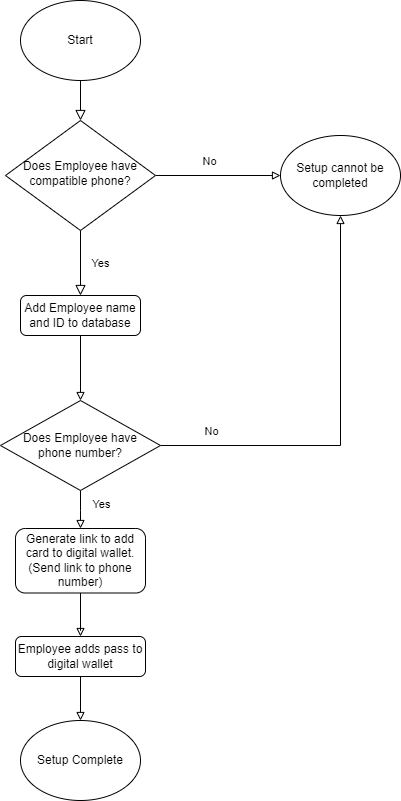 Start
Does Employee have
compatible phone?
No
Setup cannot be
completed
Yes
Add Employee name
and ID to database
Does Employee have
phone number?
No
Yes
Generate link to add
card to digital wallet.
(Send link to phone
number)
Employee adds pass to
digital wallet
Setup Complete